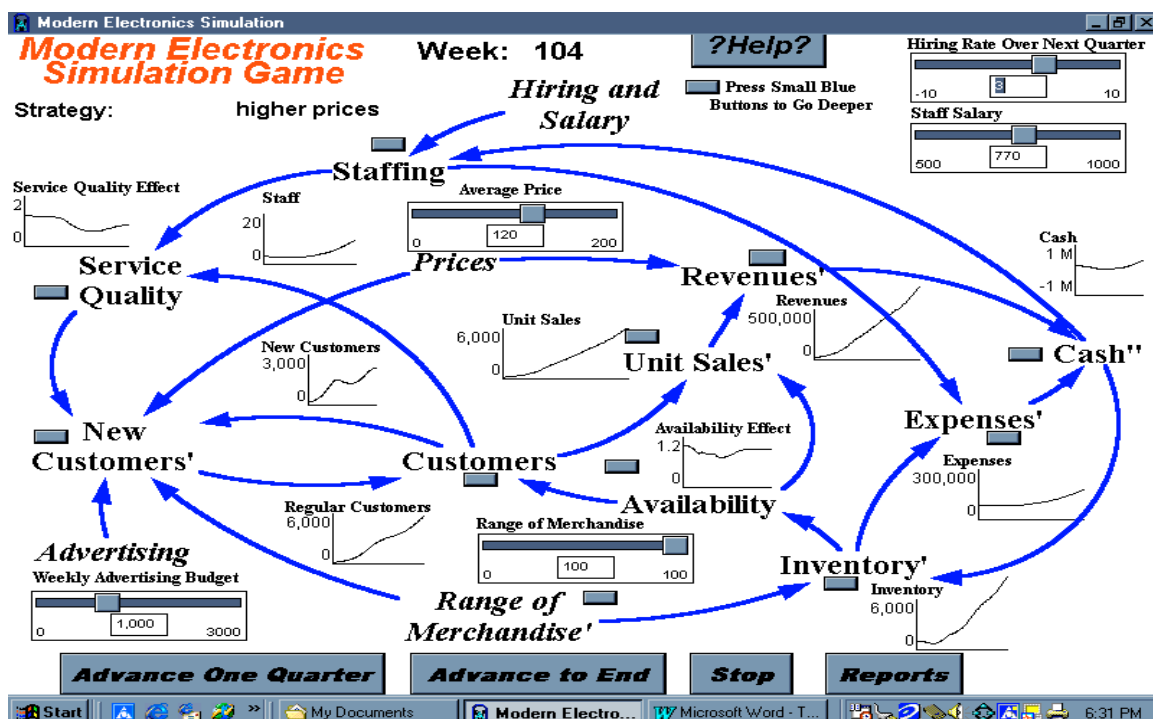 Modern Electronics Simulation
Modern Electronics
Simulation Game
Week: 104
?Help?
Strategy: higher prices
Press Small Blue
Buttons to Go Deeper
Hiring Rate Over Next Quarter
-10 3 10
Staff Salary
500 770 1000
Hiring and
Salary
Staffing
Service Quality Effect
2
0
Staff
20
0
Average Price
0 120 200
Prices
Service
Quality
Revenues'
Revenues
500,000
0
Cash
1 M
-1 M
Cash"
Unit Sales
6,000
0
Unit Sales'
New Customers
3,000
0
New
Customers'
Customers
Availability Effect
1.2
0
Availability
Expenses'
Expenses
300,000
0
Regular Customers
6,000
0
Range of Merchandise
0 100 100
Advertising
Weekly Advertising Budget
0 1,000 3000
Range of
Merchandise'
Inventory'
Inventory
6,000
0
Advance One Quarter
Advance to End
Stop
Reports
Start
»
My Documents
Modern Electro...
Microsoft Word - T...
6:31 PM